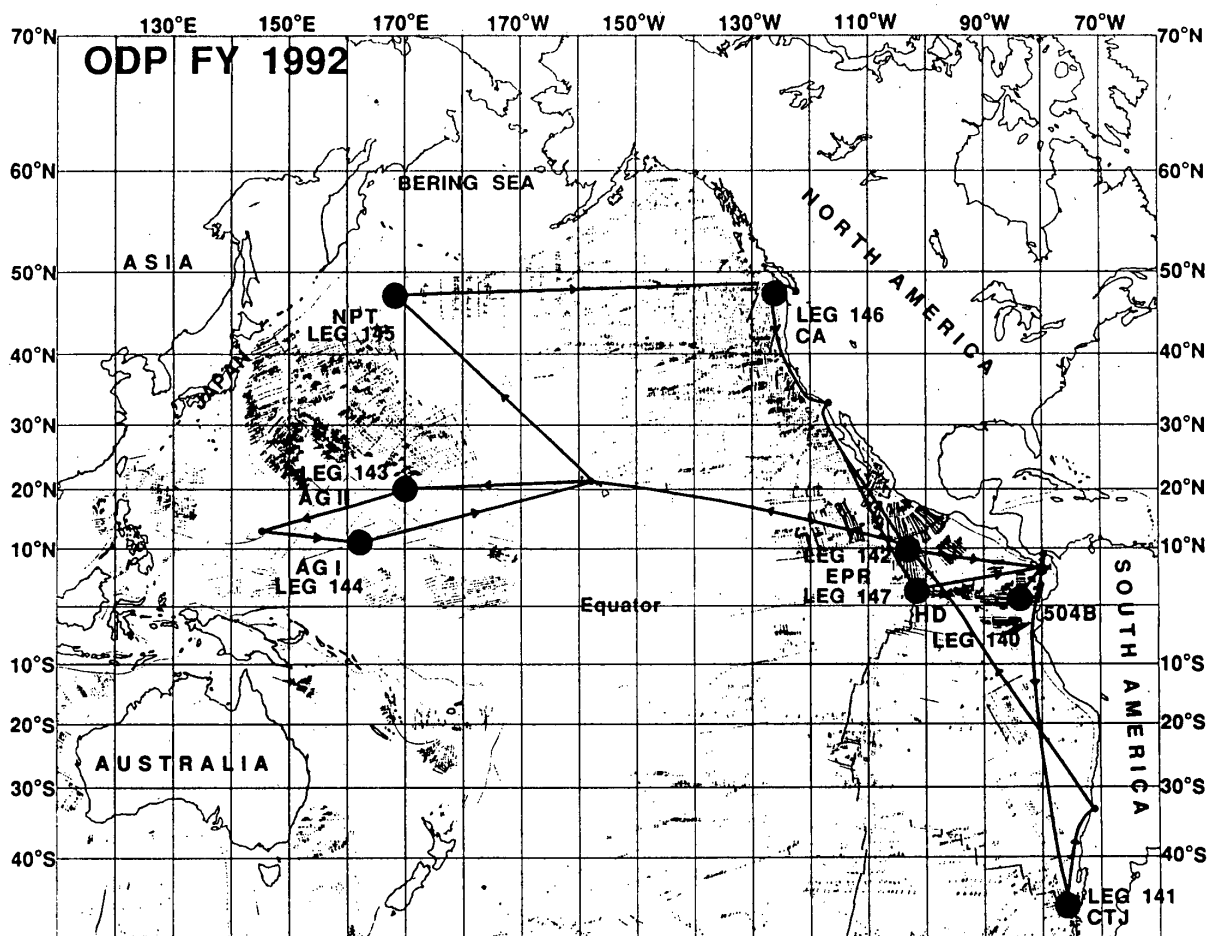 130°E 150°E 170°E 170°W 150°W 130°W 110°W 90°W 70°W
70°N 70°N
ODP FY 1992
60°N 60°N
BERING SEA
NORTH AMERICA
ASIA
50°N 50°N
NPT
LEG 145
LEG 146
CA
40°N 40°N
JAPAN
30°N 30°N
LEG 143
AG II
20°N 20°N
10°N 10°N
AG I
LEG 144
LEG 142
EPR
LEG 147
HD
504B
LEG 140
Equator
SOUTH AMERICA
10°S 10°S
20°S 20°S
AUSTRALIA
30°S 30°S
40°S 40°S
LEG 141
CTJ